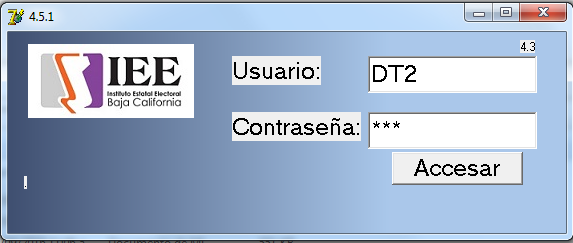 4.5.1
4.3
IEE
Instituto Estatal Electoral
Baja California
Usuario:
DT2
Contraseña:
***
Accesar
.